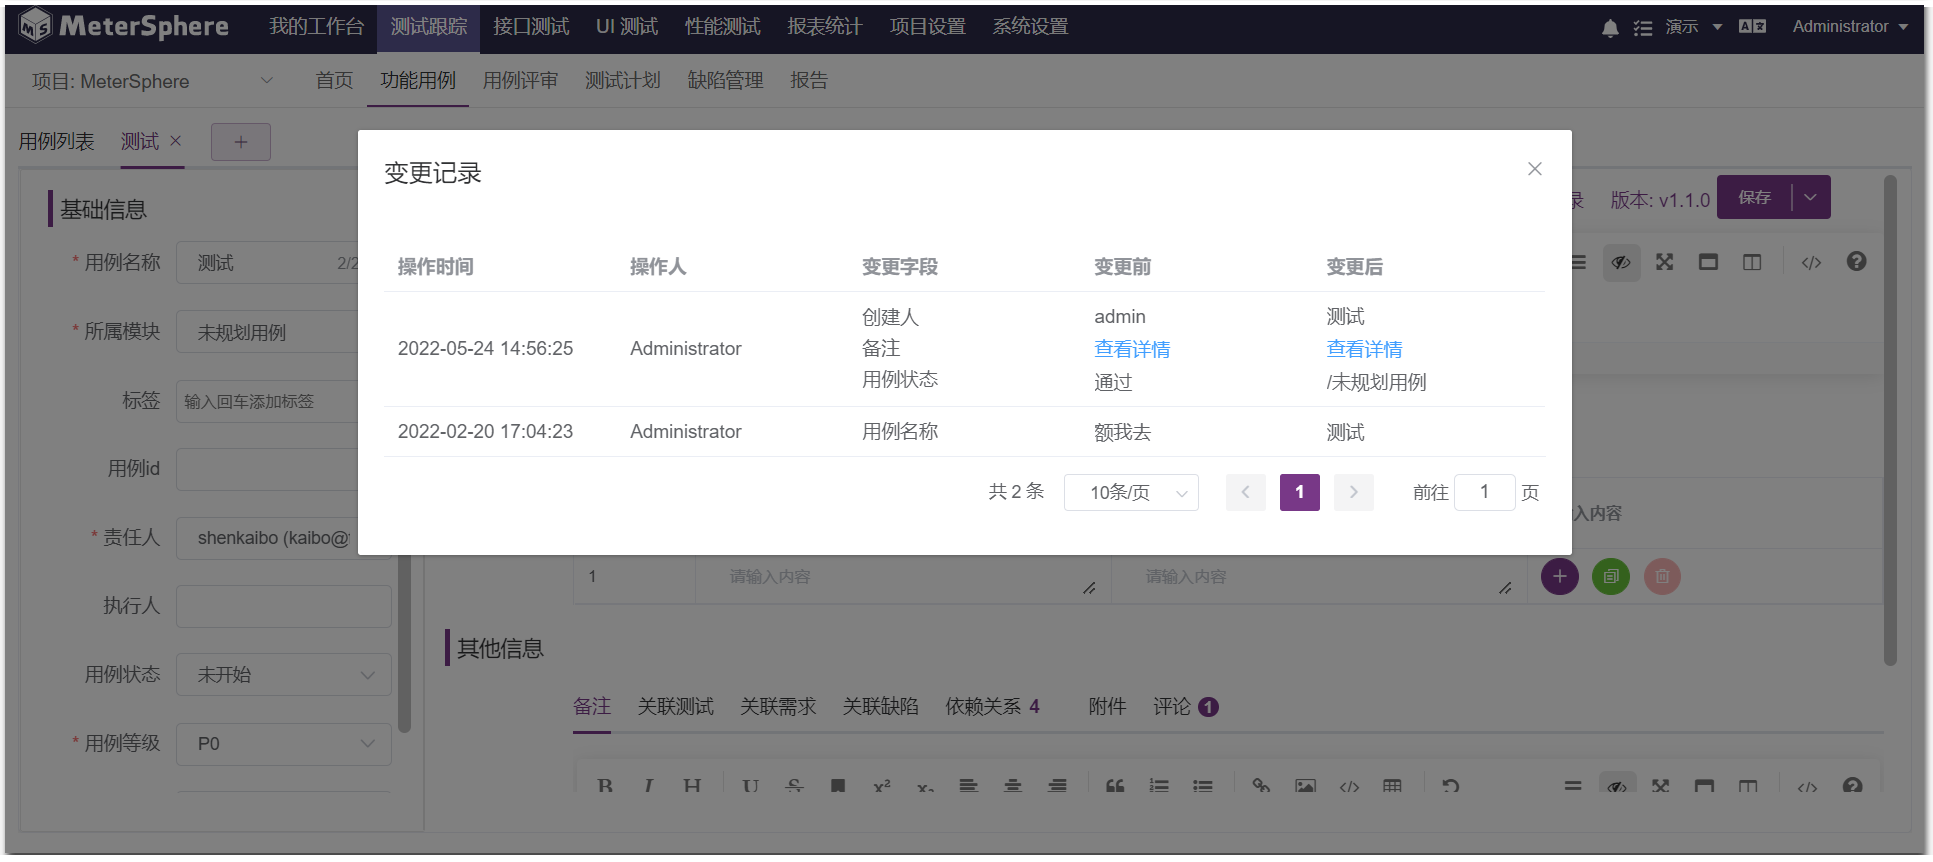 MeterSphere 我的工作台 测试跟踪 接口测试 UI 测试 性能测试 报表统计 项目设置 系统设置 演示 Administrator
项目: MeterSphere 首页 功能用例 用例评审 测试计划 缺陷管理 报告
用例列表 测试 × +
变更记录
录 版本: v1.1.0 保存
基础信息
* 用例名称 测试 2/2
* 所属模块 未规划用例
标签 输入回车添加标签
用例id
* 责任人 shenkaibo (kaibo@
执行人
用例状态 未开始
* 用例等级 P0
操作时间 操作人 变更字段 变更前 变更后
2022-05-24 14:56:25 Administrator 创建人 admin 测试
备注 查看详情 查看详情
用例状态 通过 /未规划用例
2022-02-20 17:04:23 Administrator 用例名称 额我去 测试
共 2 条 10条/页 1 前往 1 页
入内容
1 请输入内容 请输入内容
其他信息
备注 关联测试 关联需求 关联缺陷 依赖关系 4 附件 评论 1